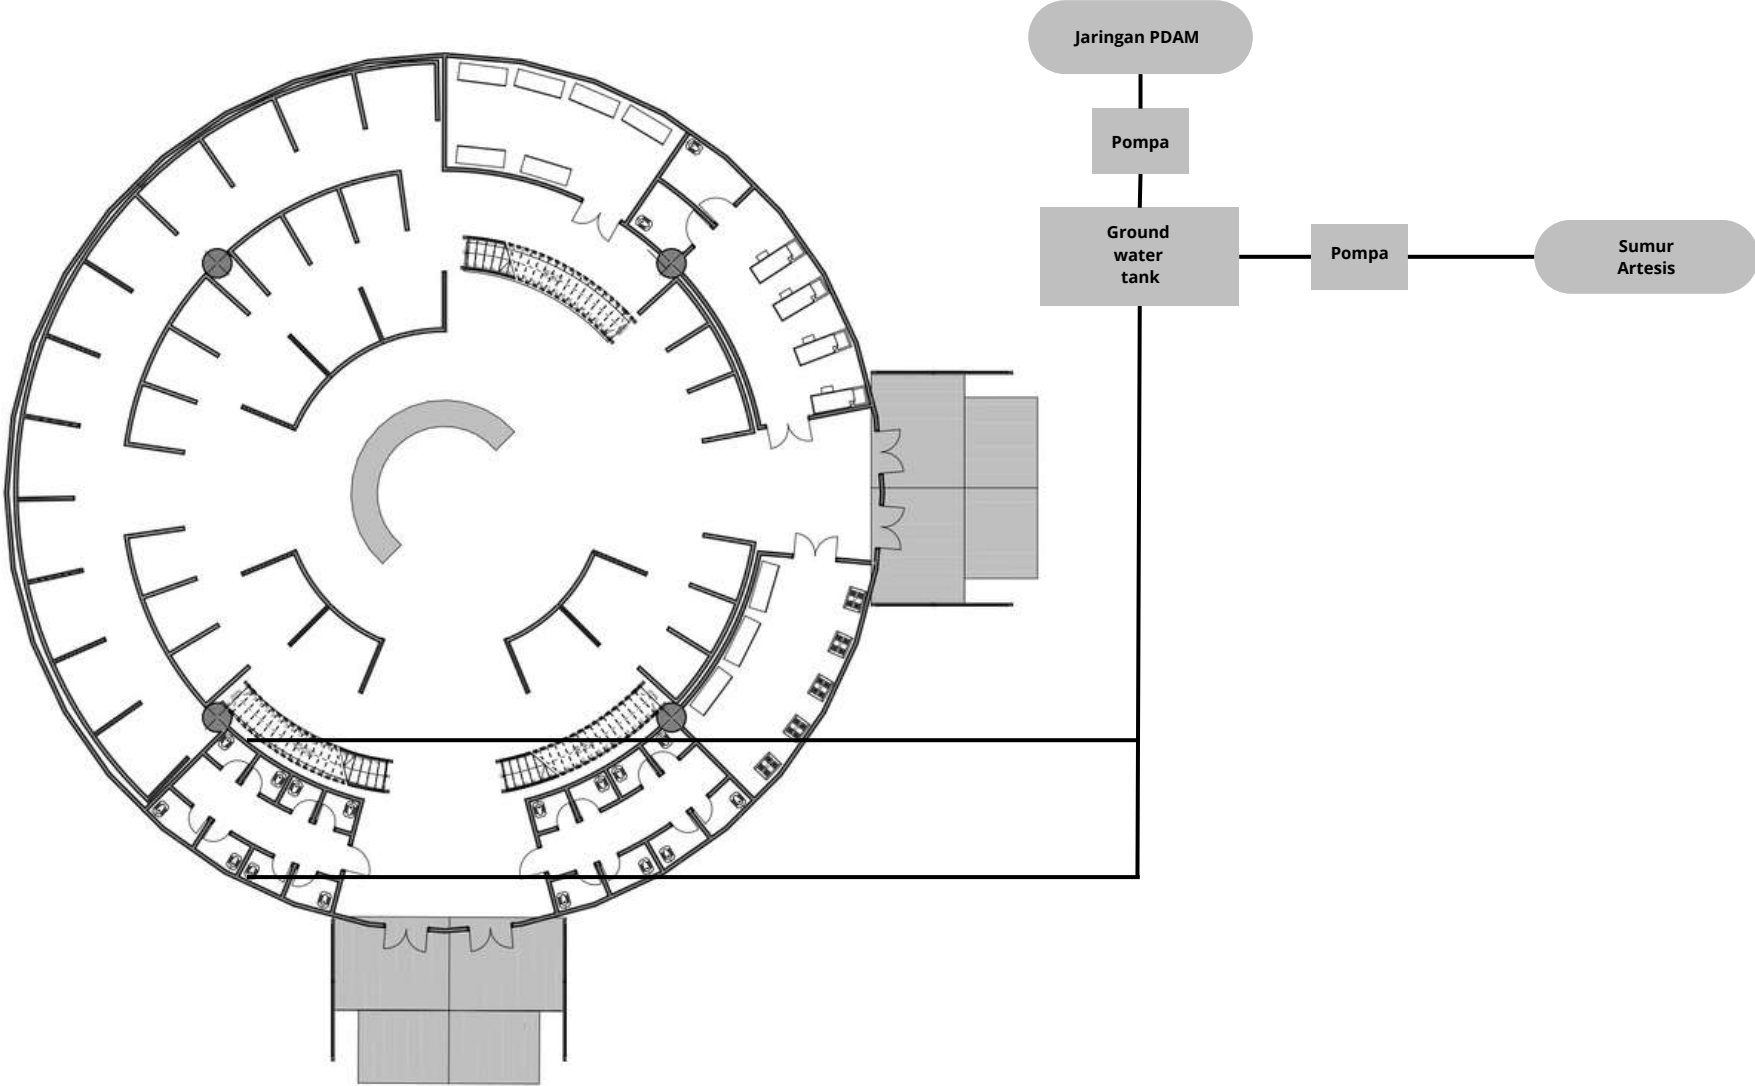 Jaringan PDAM
Pompa
Ground
water
tank
Pompa
Sumur
Artesis